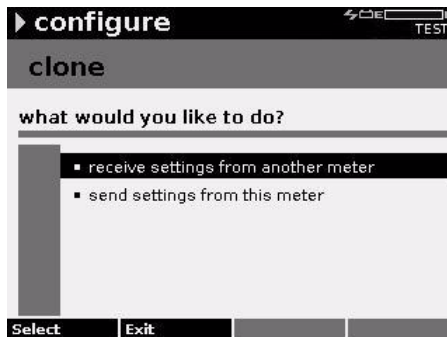 configure
E
TEST
clone
what would you like to do?
receive settings from another meter
send settings from this meter
Select Exit